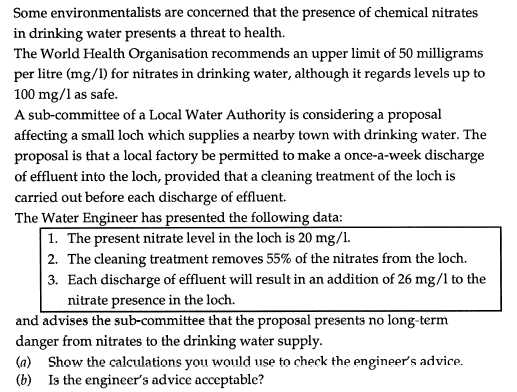 Some environmentalists are concerned that the presence of chemical nitrates
in drinking water presents a threat to health.
The World Health Organisation recommends an upper limit of 50 milligrams
per litre (mg/l) for nitrates in drinking water, although it regards levels up to
100 mg/l as safe.
A sub-committee of a Local Water Authority is considering a proposal
affecting a small loch which supplies a nearby town with drinking water. The
proposal is that a local factory be permitted to make a once-a-week discharge
of effluent into the loch, provided that a cleaning treatment of the loch is
carried out before each discharge of effluent.
The Water Engineer has presented the following data:
1. The present nitrate level in the loch is 20 mg/l.
2. The cleaning treatment removes 55% of the nitrates from the loch.
3. Each discharge of effluent will result in an addition of 26 mg/l to the
nitrate presence in the loch.
and advises the sub-committee that the proposal presents no long-term
danger from nitrates to the drinking water supply.
(a) Show the calculations you would use to check the engineer's advice.
(b) Is the engineer's advice acceptable?